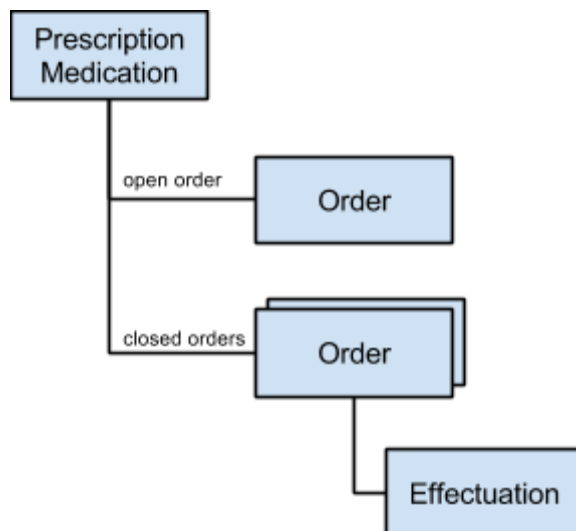 Prescription
Medication
open order
Order
closed orders
Order
Effectuation